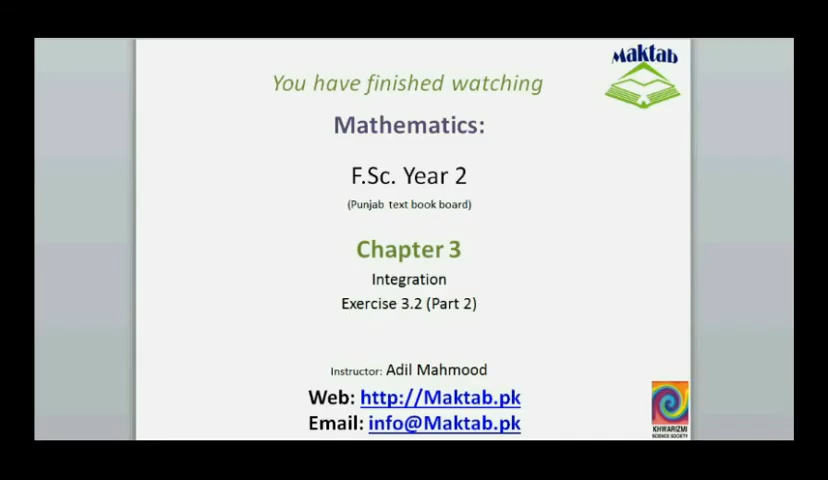 Maktab
You have finished watching
Mathematics:
F.Sc. Year 2
(Punjab text book board)
Chapter 3
Integration
Exercise 3.2 (Part 2)
Instructor: Adil Mahmood
Web: http://Maktab.pk
Email: info@Maktab.pk
KHWARIZMI
SCIENCE SOCIETY